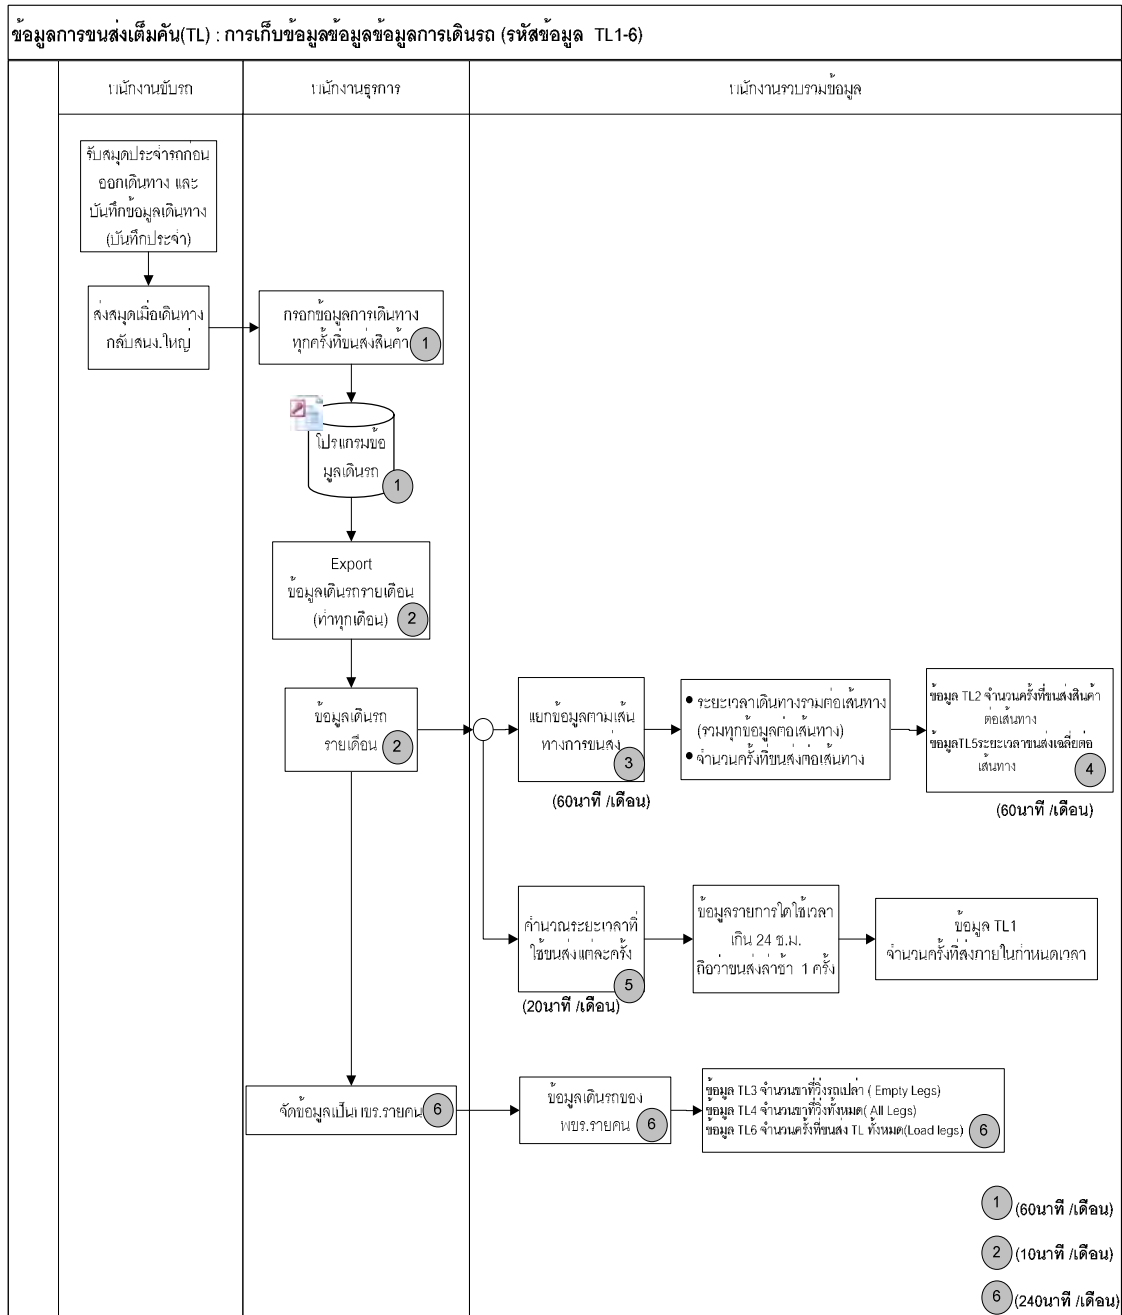 ข้อมูลการขนส่งเต็มคัน(TL) : การเก็บข้อมูลข้อมูลข้อมูลการเดินรถ (รหัสข้อมูล TL1-6)
พนักงานขับรถ
พนักงานธุรการ
พนักงานรวบรวมข้อมูล
รับสมุดประจำรถก่อน
ออกเดินทาง และ
บันทึกข้อมูลเดินทาง
(บันทึกประจำ)
ส่งสมุดเมื่อเดินทาง
กลับสนง.ใหญ่
กรอกข้อมูลการเดินทาง
ทุกครั้งที่ขนส่งสินค้า
1
โปรแกรมข้อ
มูลเดินรถ
1
Export
ข้อมูลเดินรถรายเดือน
(ทำทุกเดือน)
2
ข้อมูลเดินรถ
รายเดือน
2
แยกข้อมูลตามเส้น
ทางการขนส่ง
3
(60นาที /เดือน)
• ระยะเวลาเดินทางรวมต่อเส้นทาง
(รวมทุกข้อมูลต่อเส้นทาง)
• จำนวนครั้งที่ขนส่งต่อเส้นทาง
ข้อมูล TL2 จำนวนครั้งที่ขนส่งสินค้า
ต่อเส้นทาง
ข้อมูลTL5ระยะเวลาขนส่งเฉลี่ยต่อ
เส้นทาง
4
(60นาที /เดือน)
คำนวณระยะเวลาที่
ใช้ขนส่งแต่ละครั้ง
5
(20นาที /เดือน)
ข้อมูลรายการใดใช้เวลา
เกิน 24 ช.ม.
ถือว่าขนส่งล่าช้า 1 ครั้ง
ข้อมูล TL1
จำนวนครั้งที่ส่งภายในกำหนดเวลา
จัดข้อมูลเป็นพขร.รายคน
6
ข้อมูลเดินรถของ
พขร.รายคน
6
ข้อมูล TL3 จำนวนขาที่วิ่งรถเปล่า ( Empty Legs)
ข้อมูล TL4 จำนวนขาที่วิ่งทั้งหมด( All Legs)
ข้อมูล TL6 จำนวนครั้งที่ขนส่ง TL ทั้งหมด(Load legs)
6
1 (60นาที /เดือน)
2 (10นาที /เดือน)
6 (240นาที /เดือน)